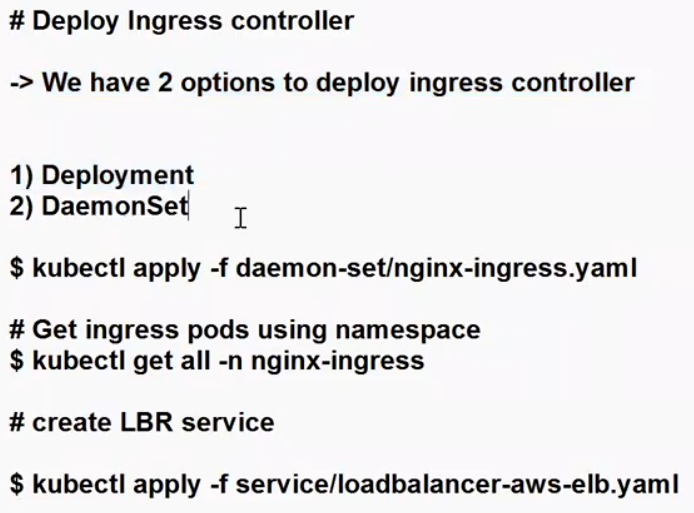 # Deploy Ingress controller
-> We have 2 options to deploy ingress controller
1) Deployment
2) DaemonSet
$ kubectl apply -f daemon-set/nginx-ingress.yaml
# Get ingress pods using namespace
$ kubectl get all -n nginx-ingress
# create LBR service
$ kubectl apply -f service/loadbalancer-aws-elb.yaml